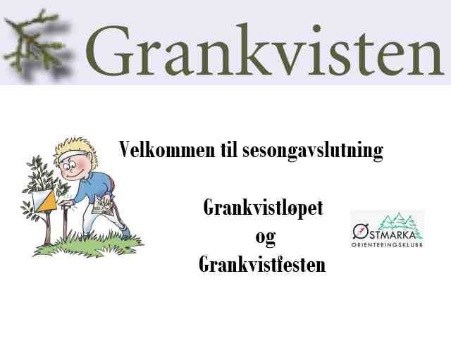 Grankvisten
Velkommen til sesongavslutning
Grankvistløpet
og
Grankvistfesten
ØSTMARKA
ORIENTERINGSKLUBB